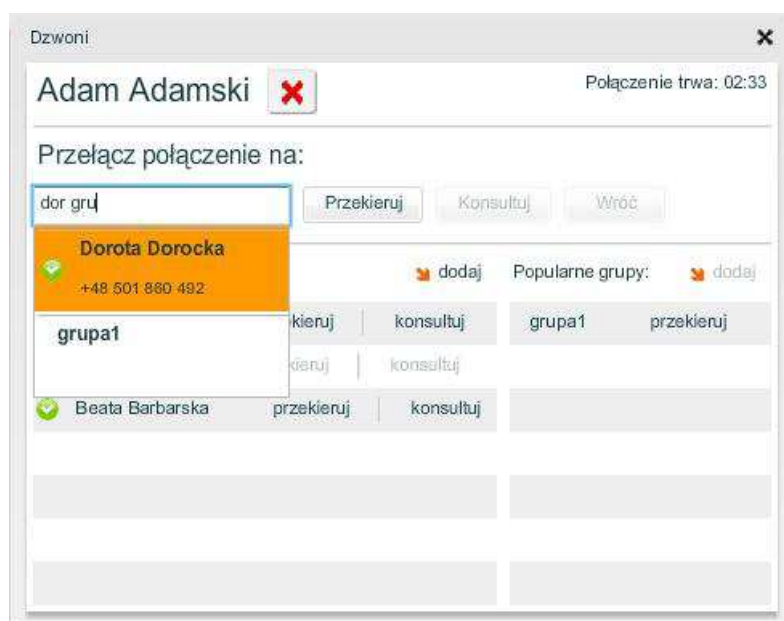 Dzwoni
Adam Adamski
Połączenie trwa: 02:33
Przełącz połączenie na:
dor gru
Przekieruj
Konsultuj
Wróć
Dorota Dorocka
+48 501 860 492
dodaj
Popularne grupy:
dodaj
grupa1
kieruj
konsultuj
grupa1
przekieruj
kieruj
konsultuj
Beata Barbarska
przekieruj
konsultuj